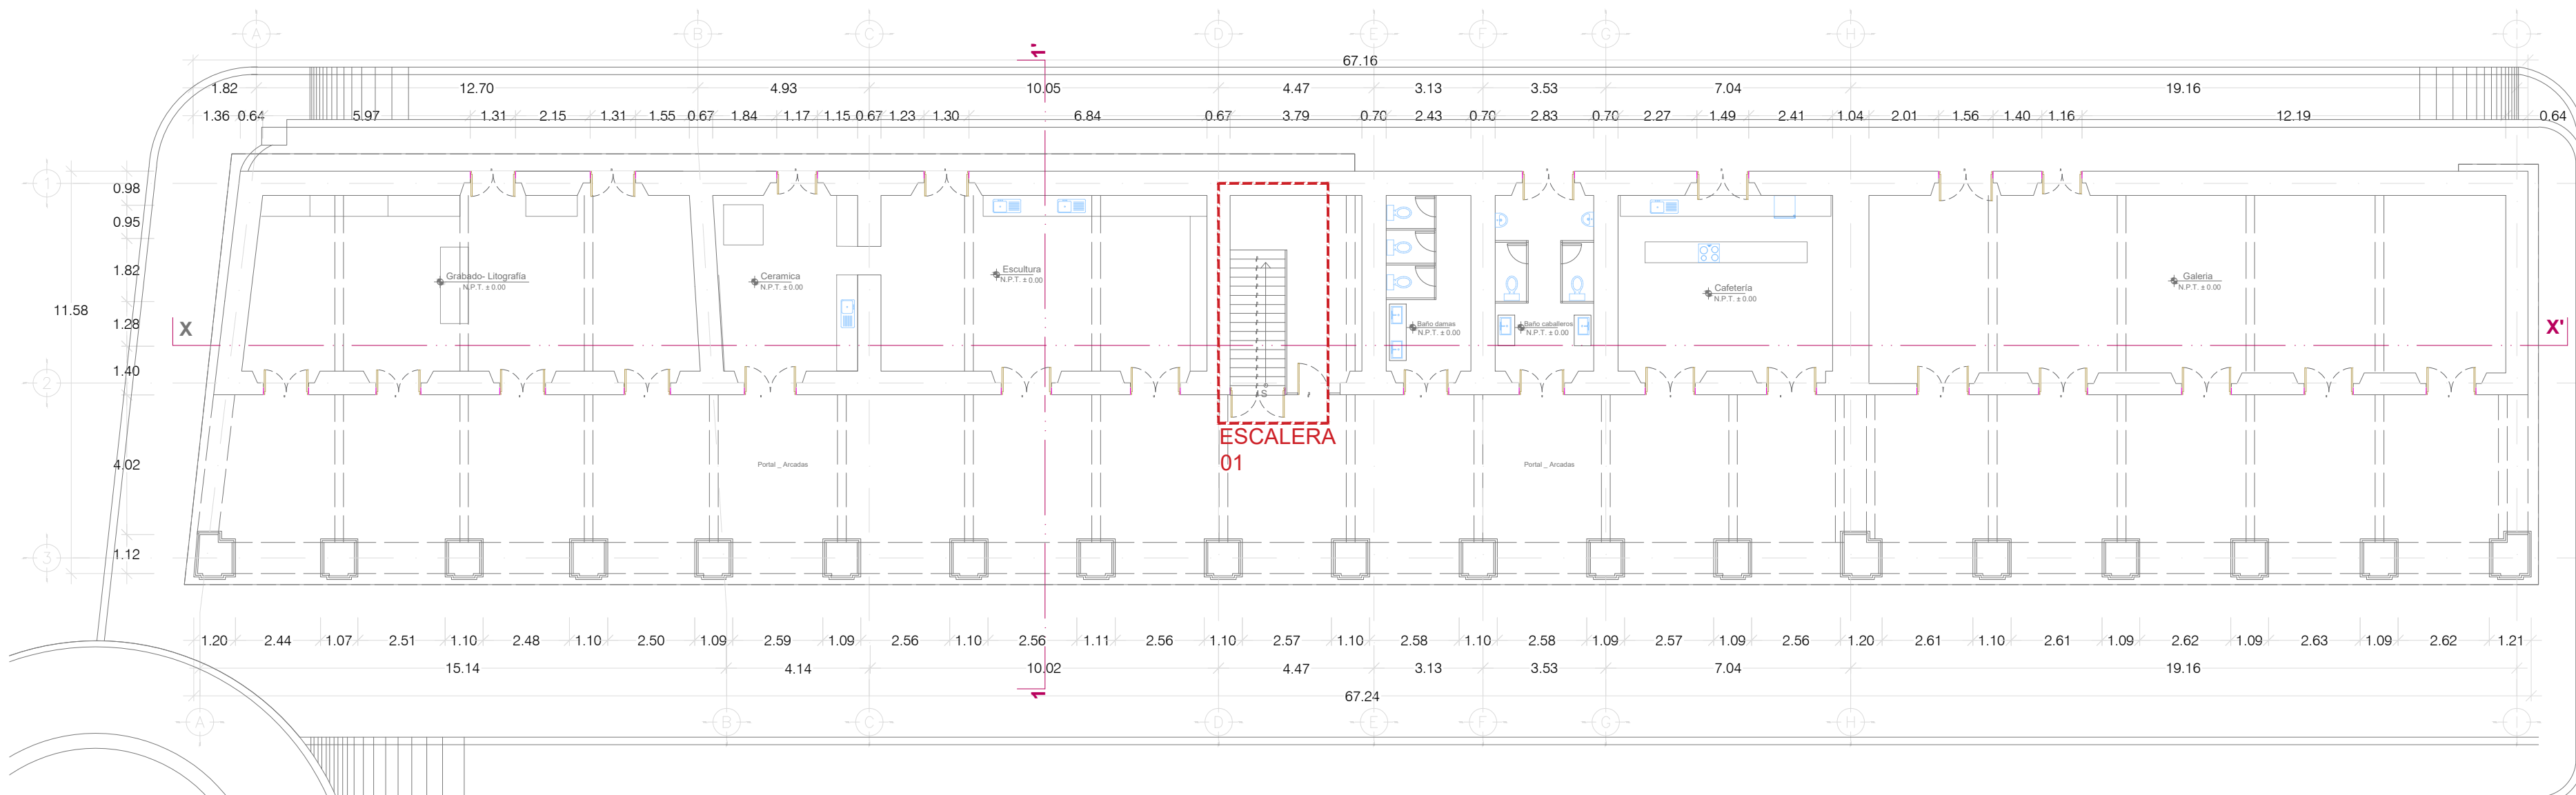 A B C D E F G H I
1'
67.16
1.82 12.70 4.93 10.05 4.47 3.13 3.53 7.04 19.16
1.36 0.64 5.97 1.31 2.15 1.31 1.55 0.67 1.84 1.17 1.15 0.67 1.23 1.30 6.84 0.67 3.79 0.70 2.43 0.70 2.83 0.70 2.27 1.49 2.41 1.04 2.01 1.56 1.40 1.16 12.19 0.64
1
0.98
0.95
1.82
11.58
1.28
1.40
4.02
1.12
2
3
Grabado- Litografía
N.P.T. ± 0.00
Ceramica
N.P.T. ± 0.00
Escultura
N.P.T. ± 0.00
Baño damas
N.P.T. ± 0.00
Baño caballeros
N.P.T. ± 0.00
Cafetería
N.P.T. ± 0.00
Galeria
N.P.T. ± 0.00
X X'
S
ESCALERA
01
Portal _ Arcadas
Portal _ Arcadas
1.20 2.44 1.07 2.51 1.10 2.48 1.10 2.50 1.09 2.59 1.09 2.56 1.10 2.56 1.11 2.56 1.10 2.57 1.10 2.58 1.10 2.58 1.09 2.57 1.09 2.56 1.20 2.61 1.10 2.61 1.09 2.62 1.09 2.63 1.09 2.62 1.21
15.14 4.14 10.02 4.47 3.13 3.53 7.04 19.16
1
67.24
A B C D E F G H I